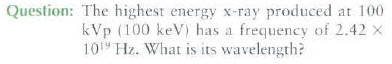 Question: The highest energy x-ray produced at 100
kVp (100 keV) has a frequency of 2.42 ×
10¹⁹ Hz. What is its wavelength?